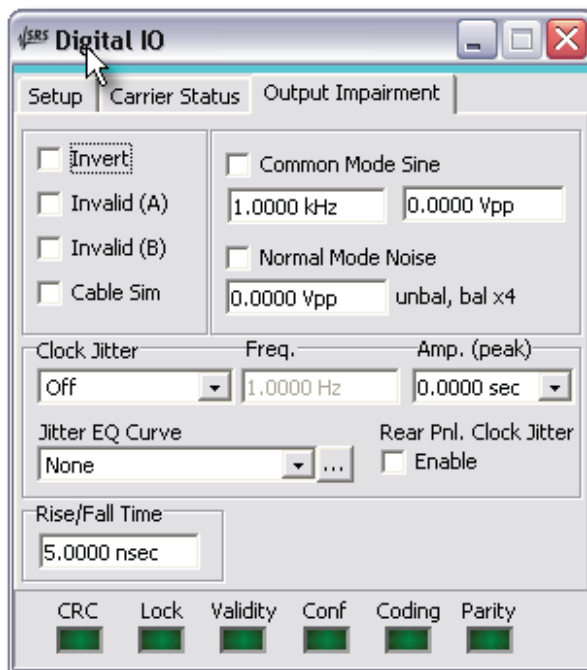 SRS Digital IO
Setup Carrier Status Output Impairment
Invert
Invalid (A)
Invalid (B)
Cable Sim
Common Mode Sine
1.0000 kHz 0.0000 Vpp
Normal Mode Noise
0.0000 Vpp unbal, bal x4
Clock Jitter Freq. Amp. (peak)
Off 1.0000 Hz 0.0000 sec
Jitter EQ Curve Rear Pnl. Clock Jitter
None ... Enable
Rise/Fall Time
5.0000 nsec
CRC Lock Validity Conf Coding Parity